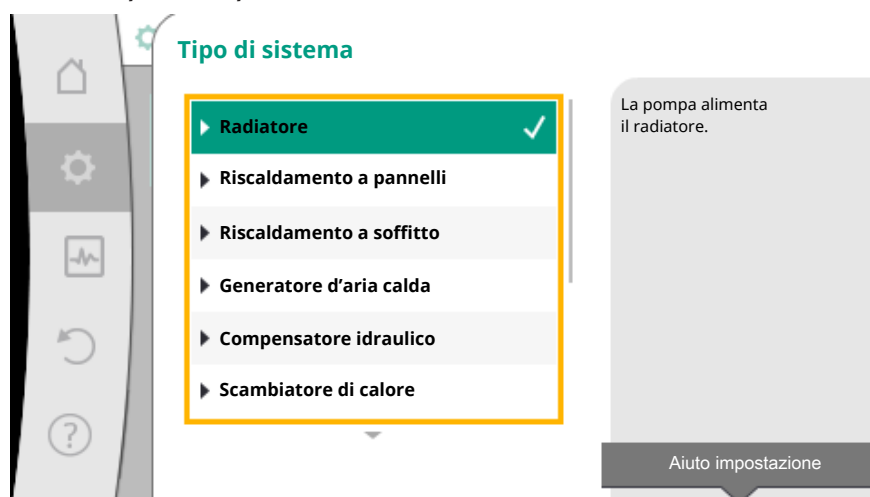 Tipo di sistema
Radiatore
Riscaldamento a pannelli
Riscaldamento a soffitto
Generatore d’aria calda
Compensatore idraulico
Scambiatore di calore
La pompa alimenta
il radiatore.
Aiuto impostazione
?